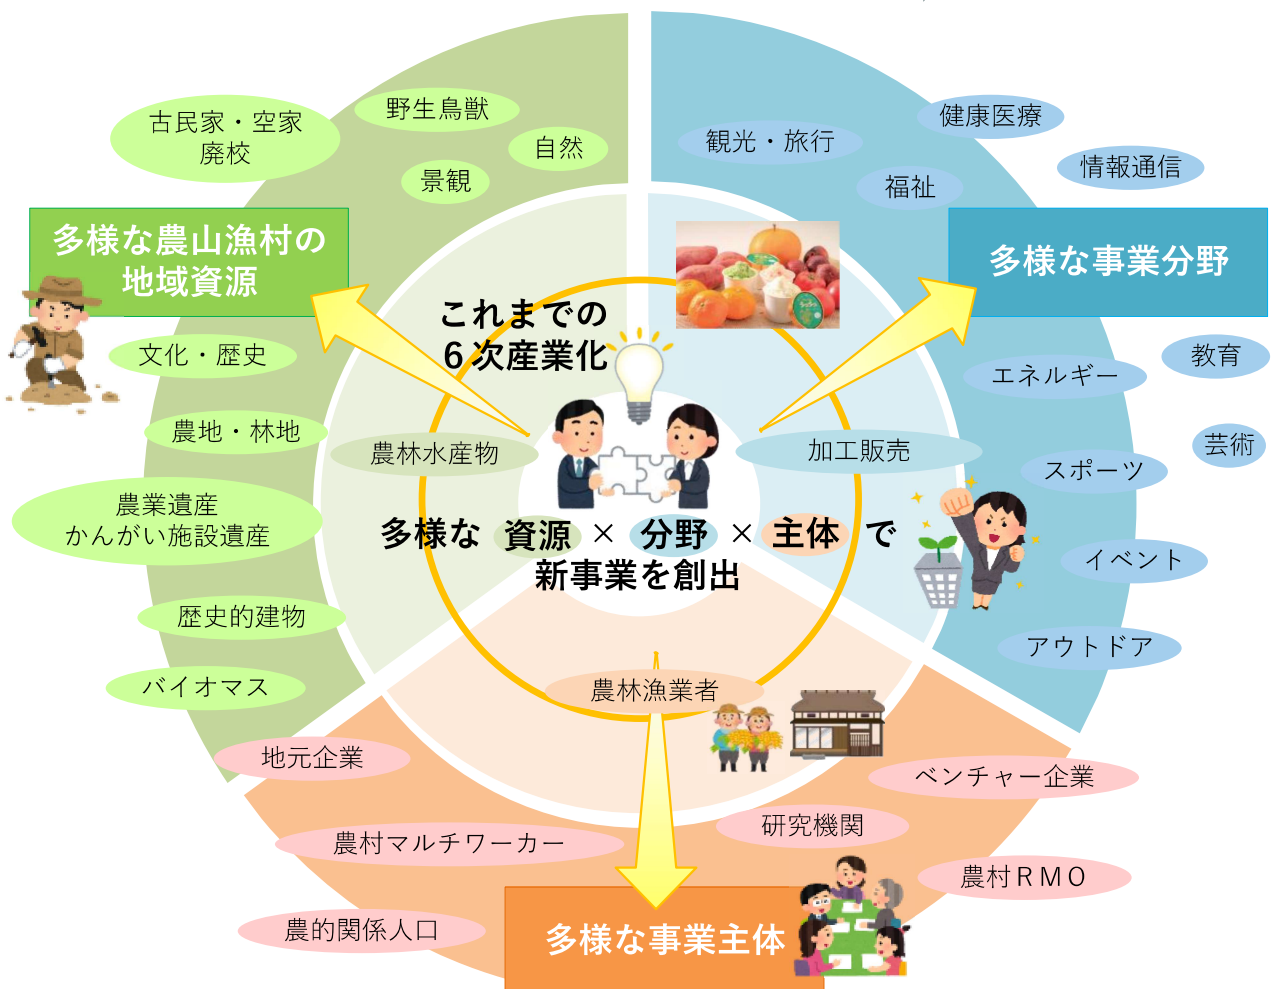 古民家・空家
廃校
野生鳥獣
自然
景観
多様な農山漁村の
地域資源
文化・歴史
農地・林地
農業遺産
かんがい施設遺産
歴史的建物
バイオマス
観光・旅行
健康医療
情報通信
福祉
多様な事業分野
エネルギー
教育
芸術
スポーツ
イベント
アウトドア
これまでの
６次産業化
農林水産物
加工販売
多様な 資源 × 分野 × 主体 で
新事業を創出
農林漁業者
地元企業
ベンチャー企業
農村マルチワーカー
研究機関
農村ＲＭＯ
農的関係人口
多様な事業主体